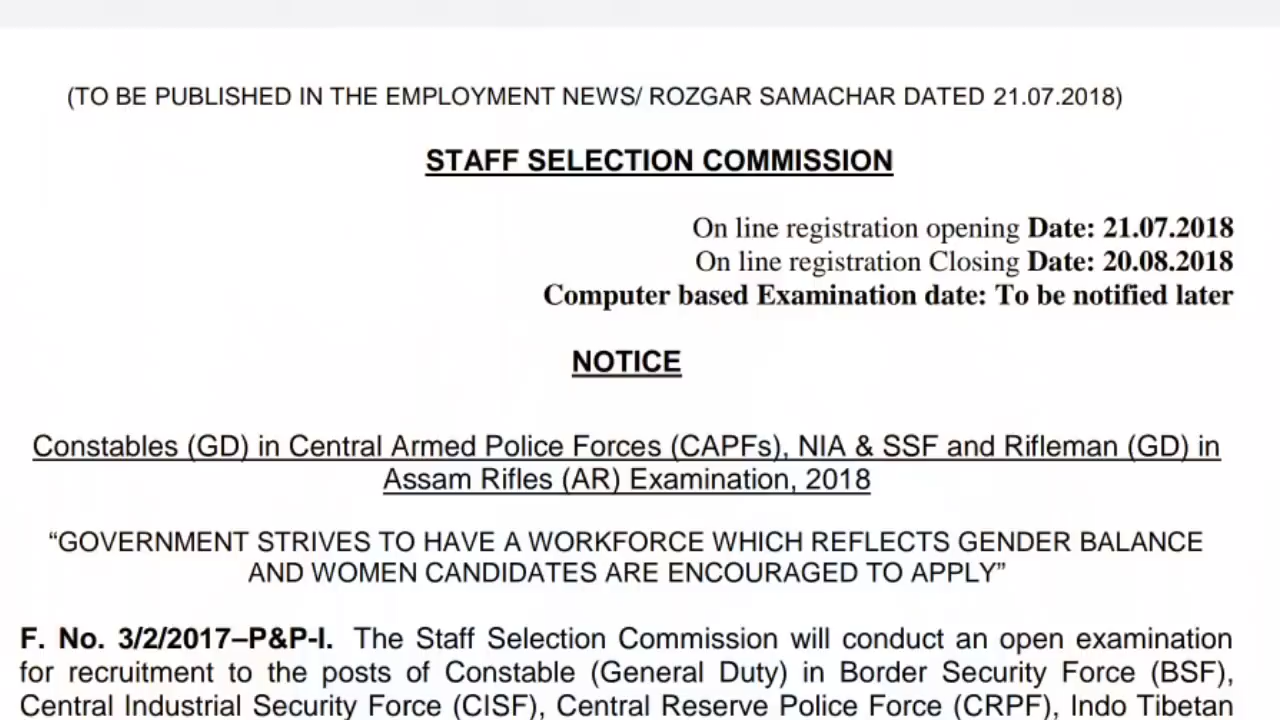 (TO BE PUBLISHED IN THE EMPLOYMENT NEWS/ ROZGAR SAMACHAR DATED 21.07.2018)
STAFF SELECTION COMMISSION
On line registration opening Date: 21.07.2018
On line registration Closing Date: 20.08.2018
Computer based Examination date: To be notified later
NOTICE
Constables (GD) in Central Armed Police Forces (CAPFs), NIA & SSF and Rifleman (GD) in
Assam Rifles (AR) Examination, 2018
“GOVERNMENT STRIVES TO HAVE A WORKFORCE WHICH REFLECTS GENDER BALANCE
AND WOMEN CANDIDATES ARE ENCOURAGED TO APPLY”
F. No. 3/2/2017–P&P-I. The Staff Selection Commission will conduct an open examination
for recruitment to the posts of Constable (General Duty) in Border Security Force (BSF),
Central Industrial Security Force (CISF), Central Reserve Police Force (CRPF), Indo Tibetan